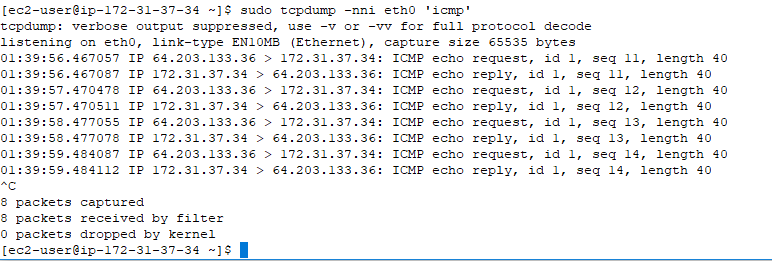 [ec2-user@ip-172-31-37-34 ~]$ sudo tcpdump -nni eth0 'icmp'
tcpdump: verbose output suppressed, use -v or -vv for full protocol decode
listening on eth0, link-type EN10MB (Ethernet), capture size 65535 bytes
01:39:56.467057 IP 64.203.133.36 > 172.31.37.34: ICMP echo request, id 1, seq 11, length 40
01:39:56.467087 IP 172.31.37.34 > 64.203.133.36: ICMP echo reply, id 1, seq 11, length 40
01:39:57.470478 IP 64.203.133.36 > 172.31.37.34: ICMP echo request, id 1, seq 12, length 40
01:39:57.470511 IP 172.31.37.34 > 64.203.133.36: ICMP echo reply, id 1, seq 12, length 40
01:39:58.477055 IP 64.203.133.36 > 172.31.37.34: ICMP echo request, id 1, seq 13, length 40
01:39:58.477078 IP 172.31.37.34 > 64.203.133.36: ICMP echo reply, id 1, seq 13, length 40
01:39:59.484087 IP 64.203.133.36 > 172.31.37.34: ICMP echo request, id 1, seq 14, length 40
01:39:59.484112 IP 172.31.37.34 > 64.203.133.36: ICMP echo reply, id 1, seq 14, length 40
^C
8 packets captured
8 packets received by filter
0 packets dropped by kernel
[ec2-user@ip-172-31-37-34 ~]$